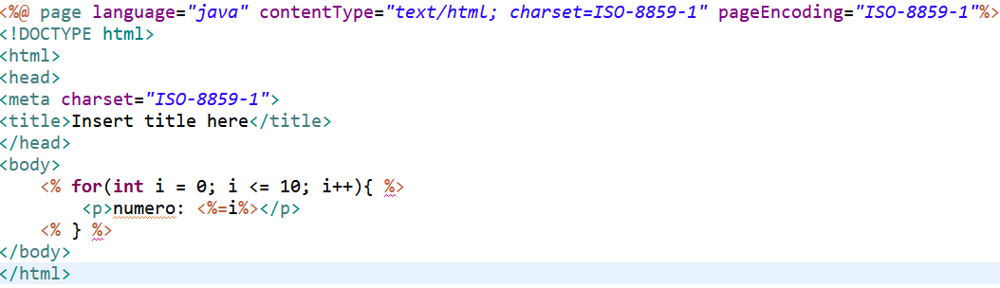 <%@ page language="java" contentType="text/html; charset=ISO-8859-1" pageEncoding="ISO-8859-1"%>
<!DOCTYPE html>
<html>
<head>
<meta charset="ISO-8859-1">
<title>Insert title here</title>
</head>
<body>
    <% for(int i = 0; i <= 10; i++){ %>
        <p>numero: <%=i%></p>
    <% } %>
</body>
</html>